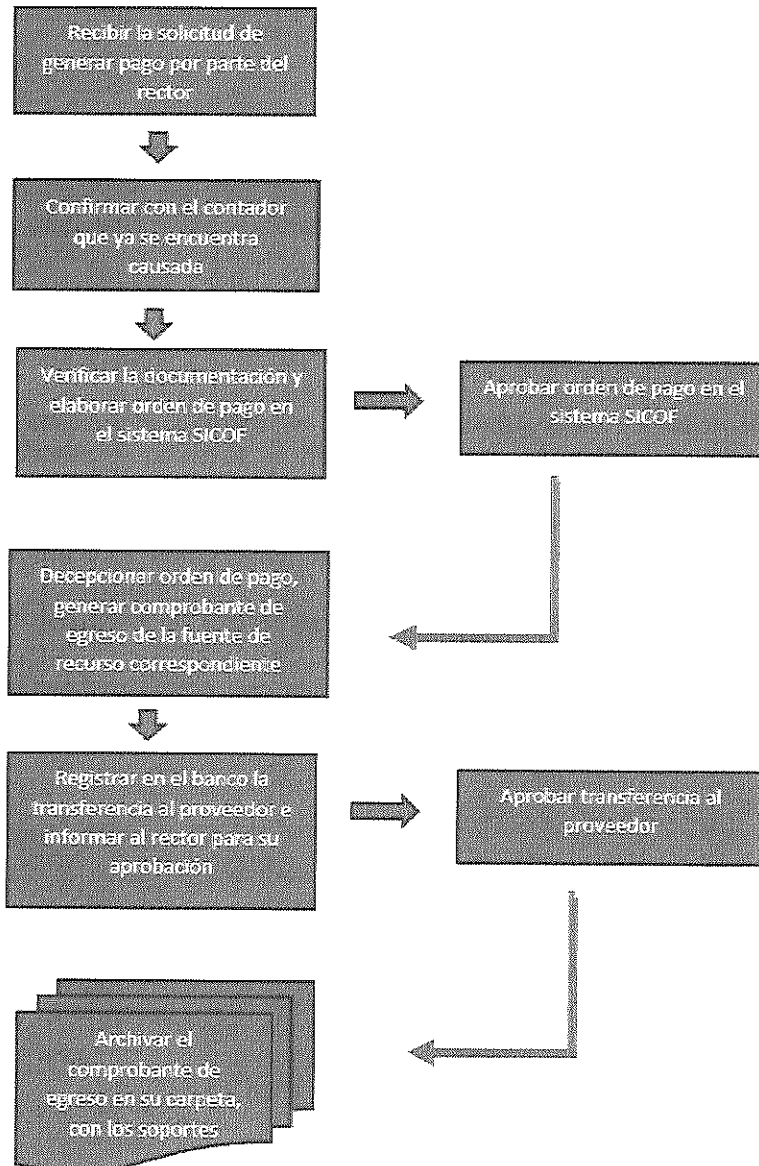 Recibir la solicitud de
generar pago por parte del
rector
Confirmar con el contador
que ya se encuentra
causada
Verificar la documentación y
elaborar orden de pago en
el sistema SICOF
Aprobar orden de pago en el
sistema SICOF
Decepcionar orden de pago,
generar comprobante de
egreso de la fuente de
recurso correspondiente
Registrar en el banco la
transferencia al proveedor e
informar al rector para su
aprobación
Aprobar transferencia al
proveedor
Archivar el
comprobante de
egreso en su carpeta,
con los soportes